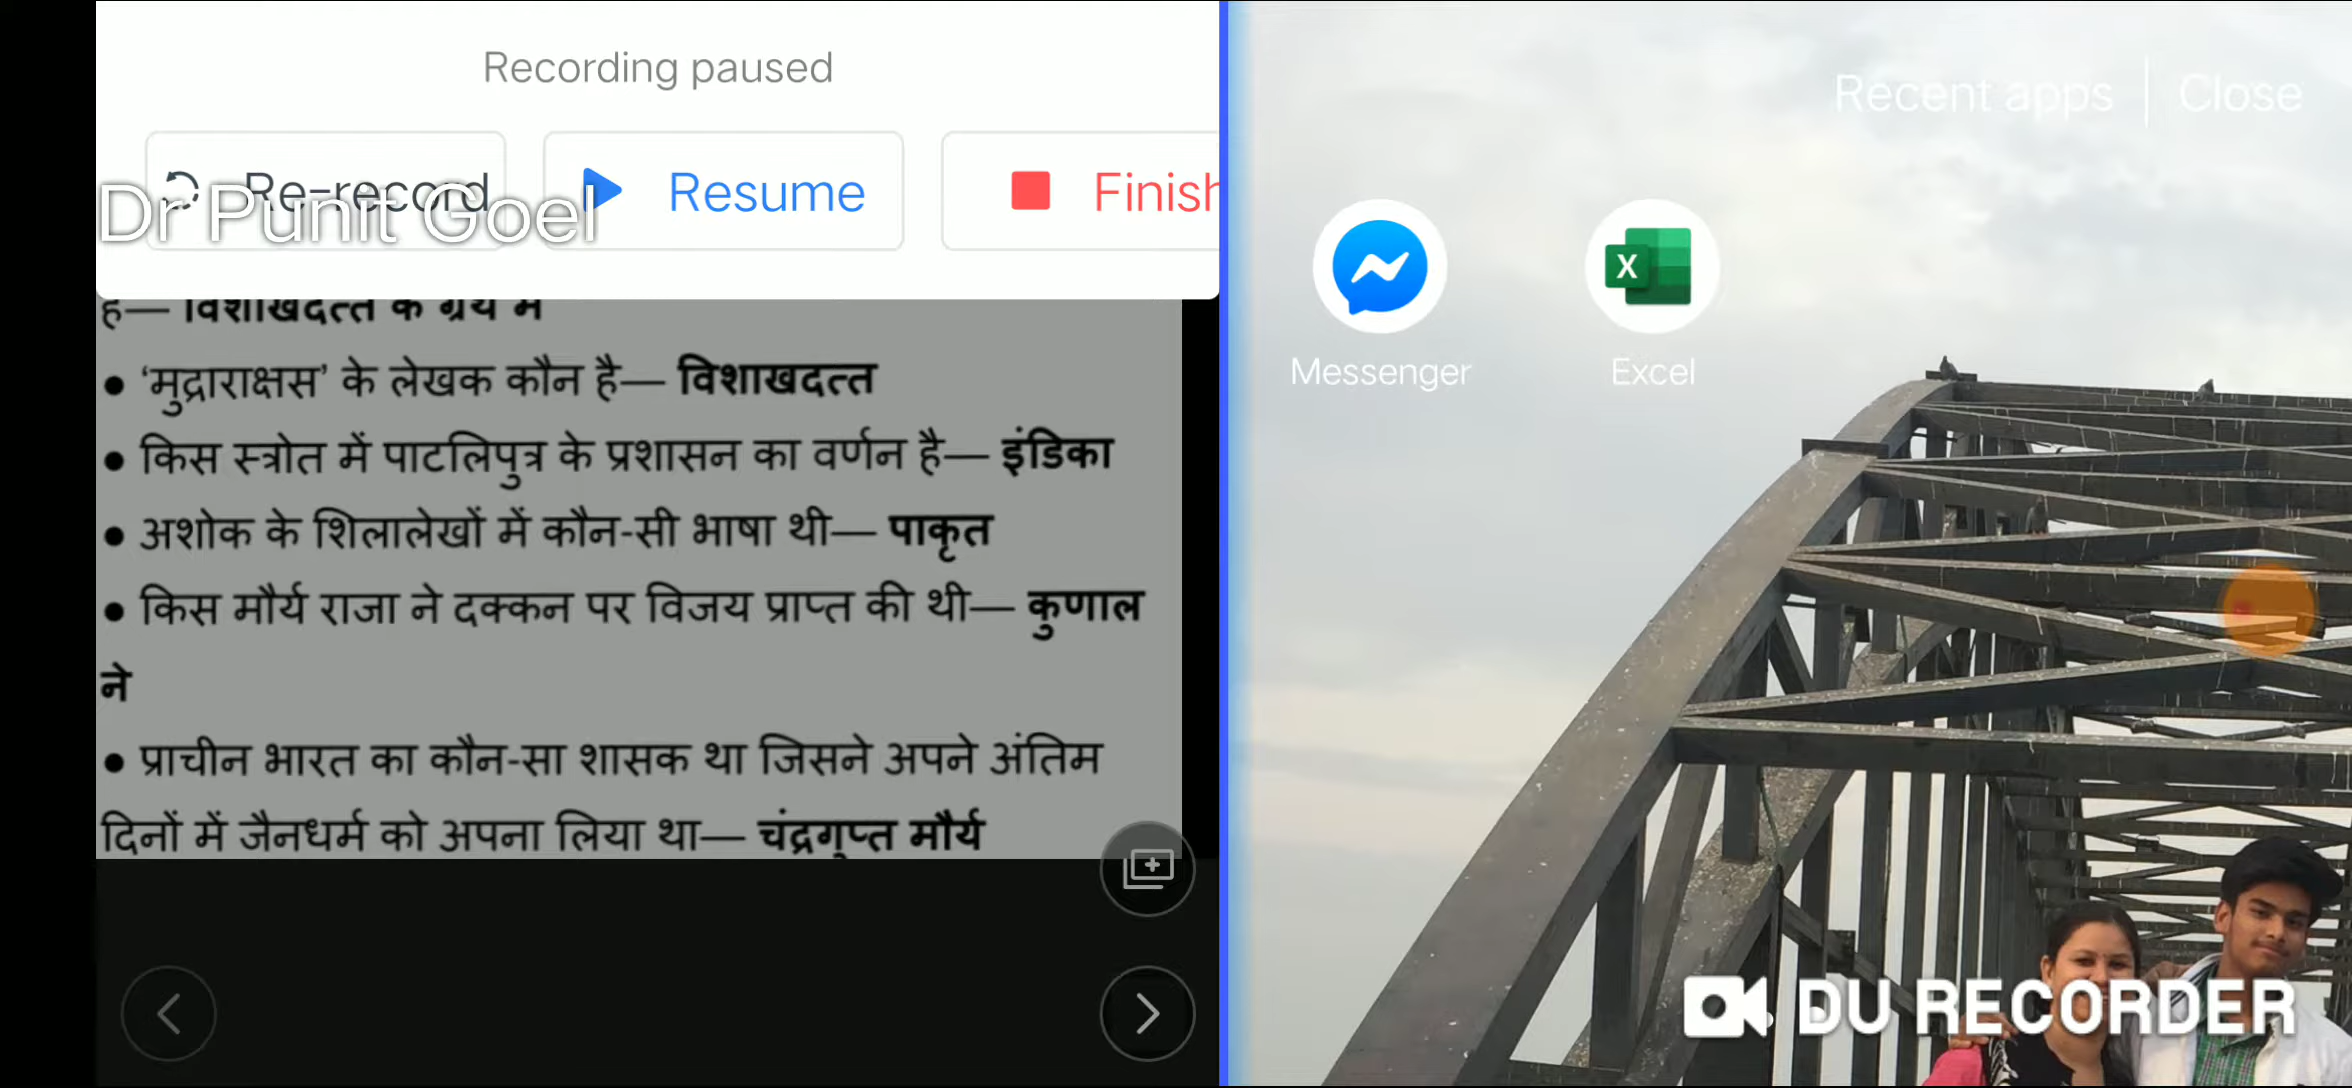 Recording paused
Re-record
Resume
Finish
Dr Punit Goel
है— विशाखदत्त के ग्रंथ में
● ‘मुद्राराक्षस’ के लेखक कौन है— विशाखदत्त
● किस स्त्रोत में पाटलिपुत्र के प्रशासन का वर्णन है— इंडिका
● अशोक के शिलालेखों में कौन-सी भाषा थी— पाकृत
● किस मौर्य राजा ने दक्कन पर विजय प्राप्त की थी— कुणाल
ने
● प्राचीन भारत का कौन-सा शासक था जिसने अपने अंतिम
दिनों में जैनधर्म को अपना लिया था— चंद्रगुप्त मौर्य
Recent apps | Close
Messenger
Excel
DU RECORDER